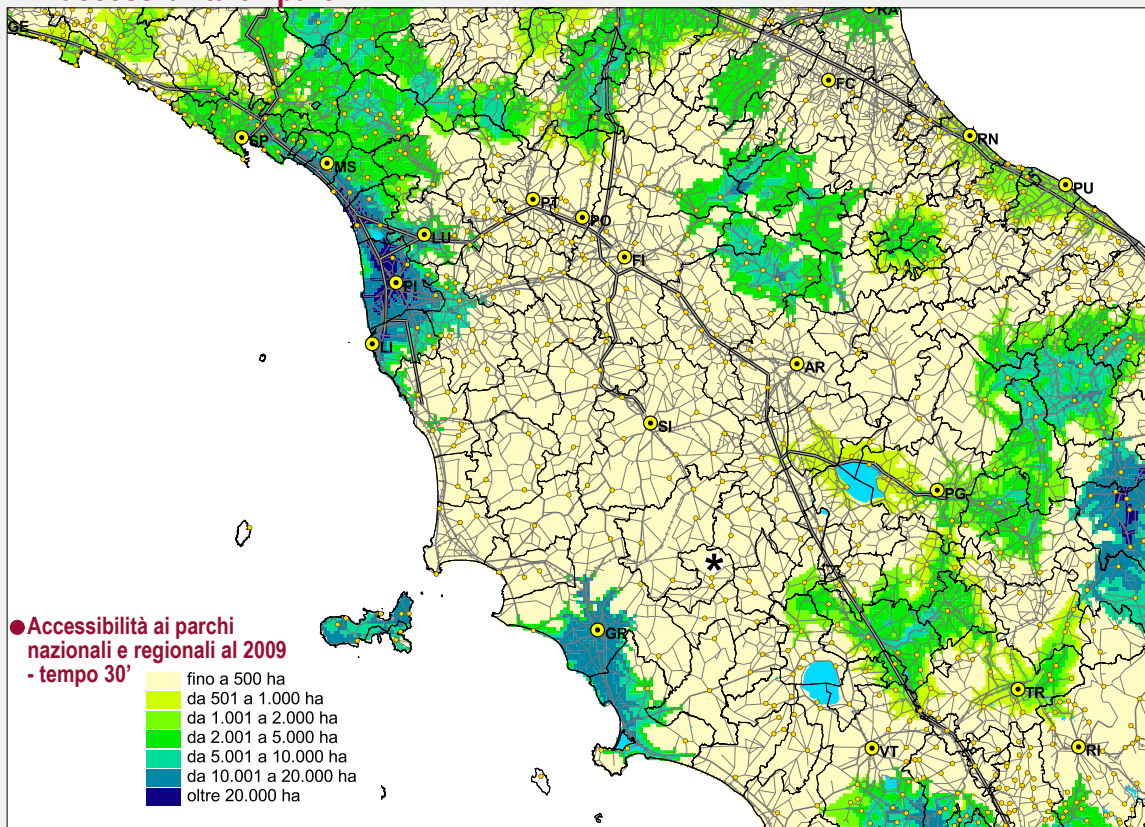 GE
RA
FC
SP
RN
MS
PU
PT
PO
LU
FI
PI
LI
AR
SI
PG
*
GR
TR
VT
RI
Accessibilità ai parchi
nazionali e regionali al 2009
- tempo 30’
fino a 500 ha
da 501 a 1.000 ha
da 1.001 a 2.000 ha
da 2.001 a 5.000 ha
da 5.001 a 10.000 ha
da 10.001 a 20.000 ha
oltre 20.000 ha